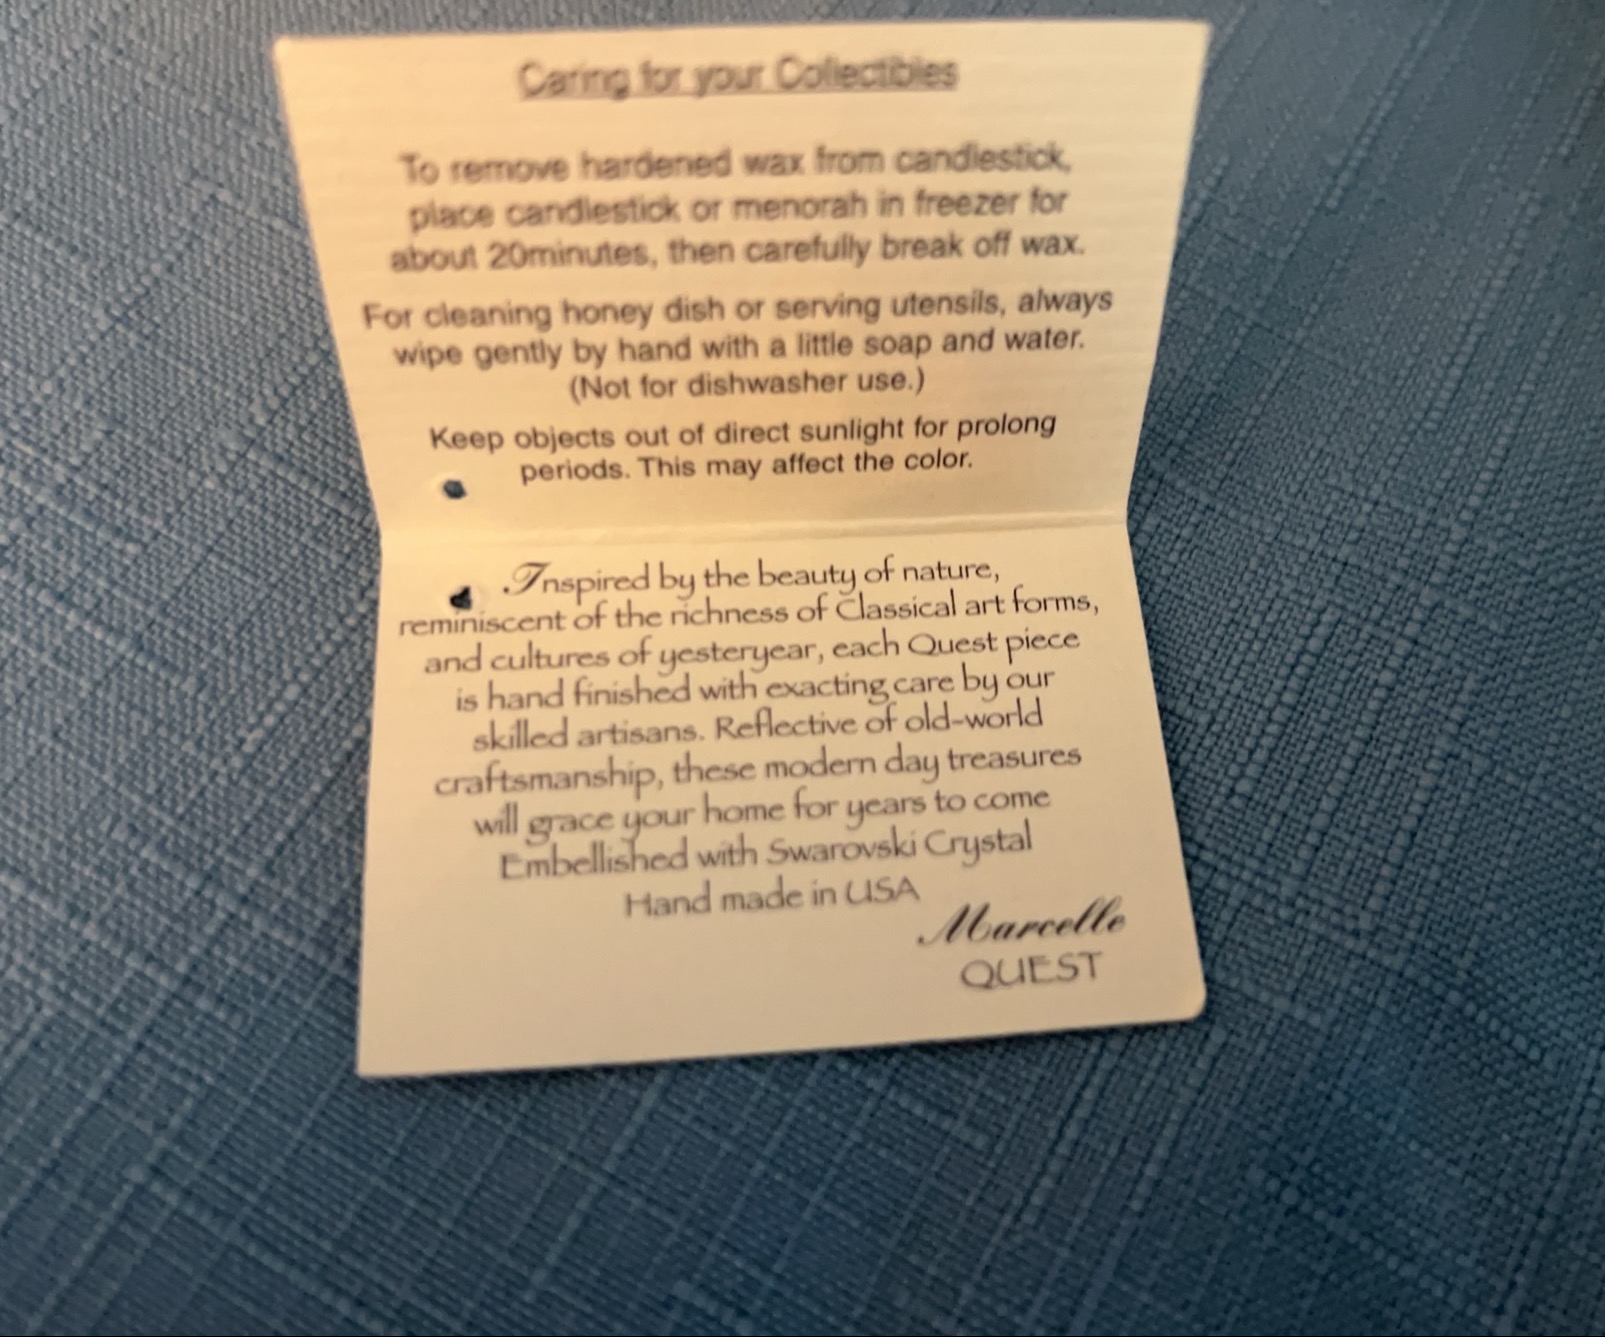 Caring for your Collectibles
To remove hardened wax from candlestick,
place candlestick or menorah in freezer for
about 20minutes, then carefully break off wax.
For cleaning honey dish or serving utensils, always
wipe gently by hand with a little soap and water.
(Not for dishwasher use.)
Keep objects out of direct sunlight for prolong
periods. This may affect the color.
Inspired by the beauty of nature,
reminiscent of the richness of Classical art forms,
and cultures of yesteryear, each Quest piece
is hand finished with exacting care by our
skilled artisans. Reflective of old-world
craftsmanship, these modern day treasures
will grace your home for years to come
Embellished with Swarovski Crystal
Hand made in USA
Marcelle
QUEST